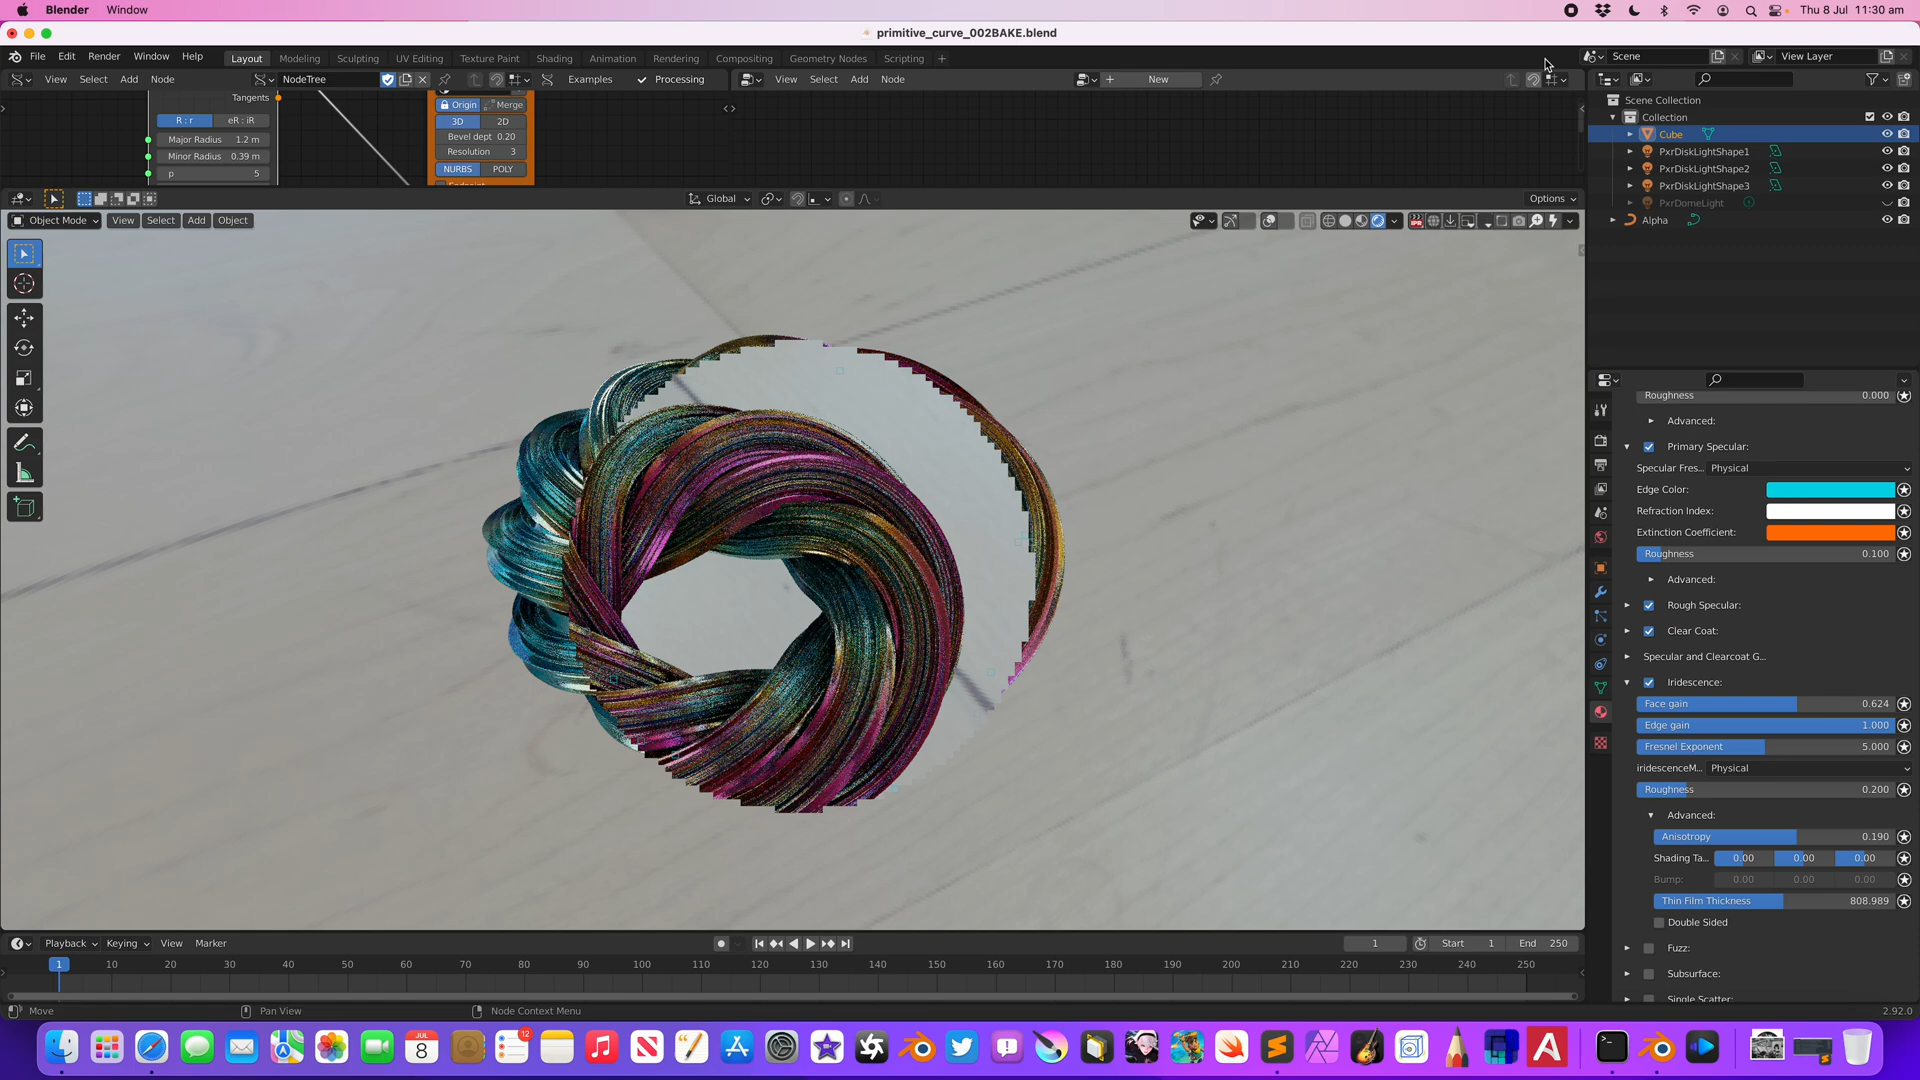 Blender Window Thu 8 Jul 11:30 am
primitive_curve_002BAKE.blend
File Edit Render Window Help Layout Modeling Sculpting UV Editing Texture Paint Shading Animation Rendering Compositing Geometry Nodes Scripting + Scene View Layer
View Select Add Node NodeTree Examples Processing View Select Add Node + New
Tangents
R : r eR : iR
Major Radius 1.2 m
Minor Radius 0.39 m
p 5
Origin Merge
3D 2D
Bevel dept 0.20
Resolution 3
NURBS POLY
Global Options
Object Mode View Select Add Object IPR
Scene Collection
Collection
Cube
PxrDiskLightShape1
PxrDiskLightShape2
PxrDiskLightShape3
PxrDomeLight
Alpha
Roughness 0.000
Advanced:
Primary Specular:
Specular Fres... Physical
Edge Color:
Refraction Index:
Extinction Coefficient:
Roughness 0.100
Advanced:
Rough Specular:
Clear Coat:
Specular and Clearcoat G...
Iridescence:
Face gain 0.624
Edge gain 1.000
Fresnel Exponent 5.000
iridescenceM... Physical
Roughness 0.200
Advanced:
Anisotropy 0.190
Shading Ta... 0.00 0.00 0.00
Bump: 0.00 0.00 0.00
Thin Film Thickness 808.989
Double Sided
Fuzz:
Subsurface:
Single Scatter:
Playback Keying View Marker 1 Start 1 End 250
1 10 20 30 40 50 60 70 80 90 100 110 120 130 140 150 160 170 180 190 200 210 220 230 240 250
Move Pan View Node Context Menu 2.92.0
JUL
8
12